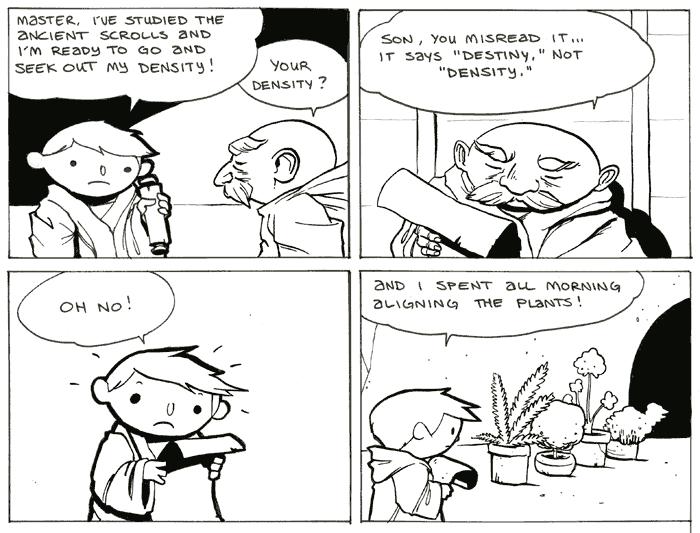 MASTER, I'VE STUDIED THE
ANCIENT SCROLLS AND
I'M READY TO GO AND
SEEK OUT MY DENSITY!
YOUR
DENSITY?
SON, YOU MISREAD IT...
IT SAYS "DESTINY," NOT
"DENSITY."
OH NO!
AND I SPENT ALL MORNING
ALIGNING THE PLANTS!